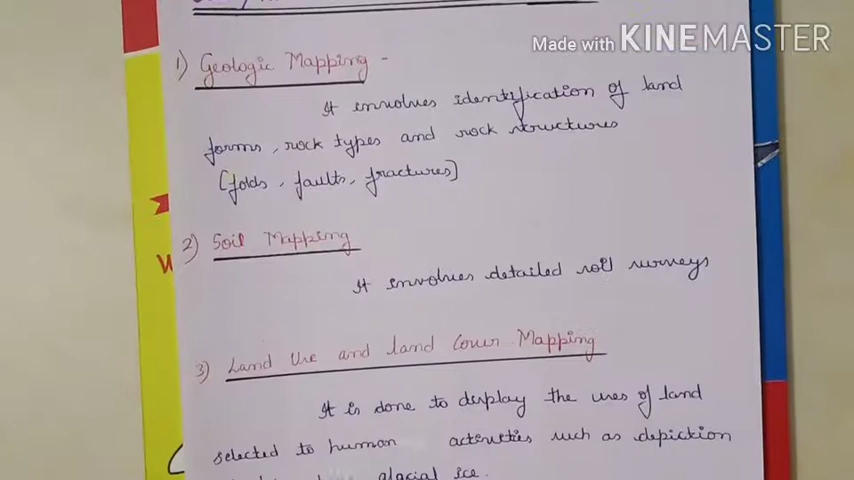 Made with KINEMASTER
1) Geologic Mapping -
It involves identification of land
forms, rock types and rock structures
[folds, faults, fractures]
2) Soil Mapping
It involves detailed soil surveys
3) Land Use and land Cover Mapping
It is done to display the uses of land
selected to human activities such as depiction
glacial ice.